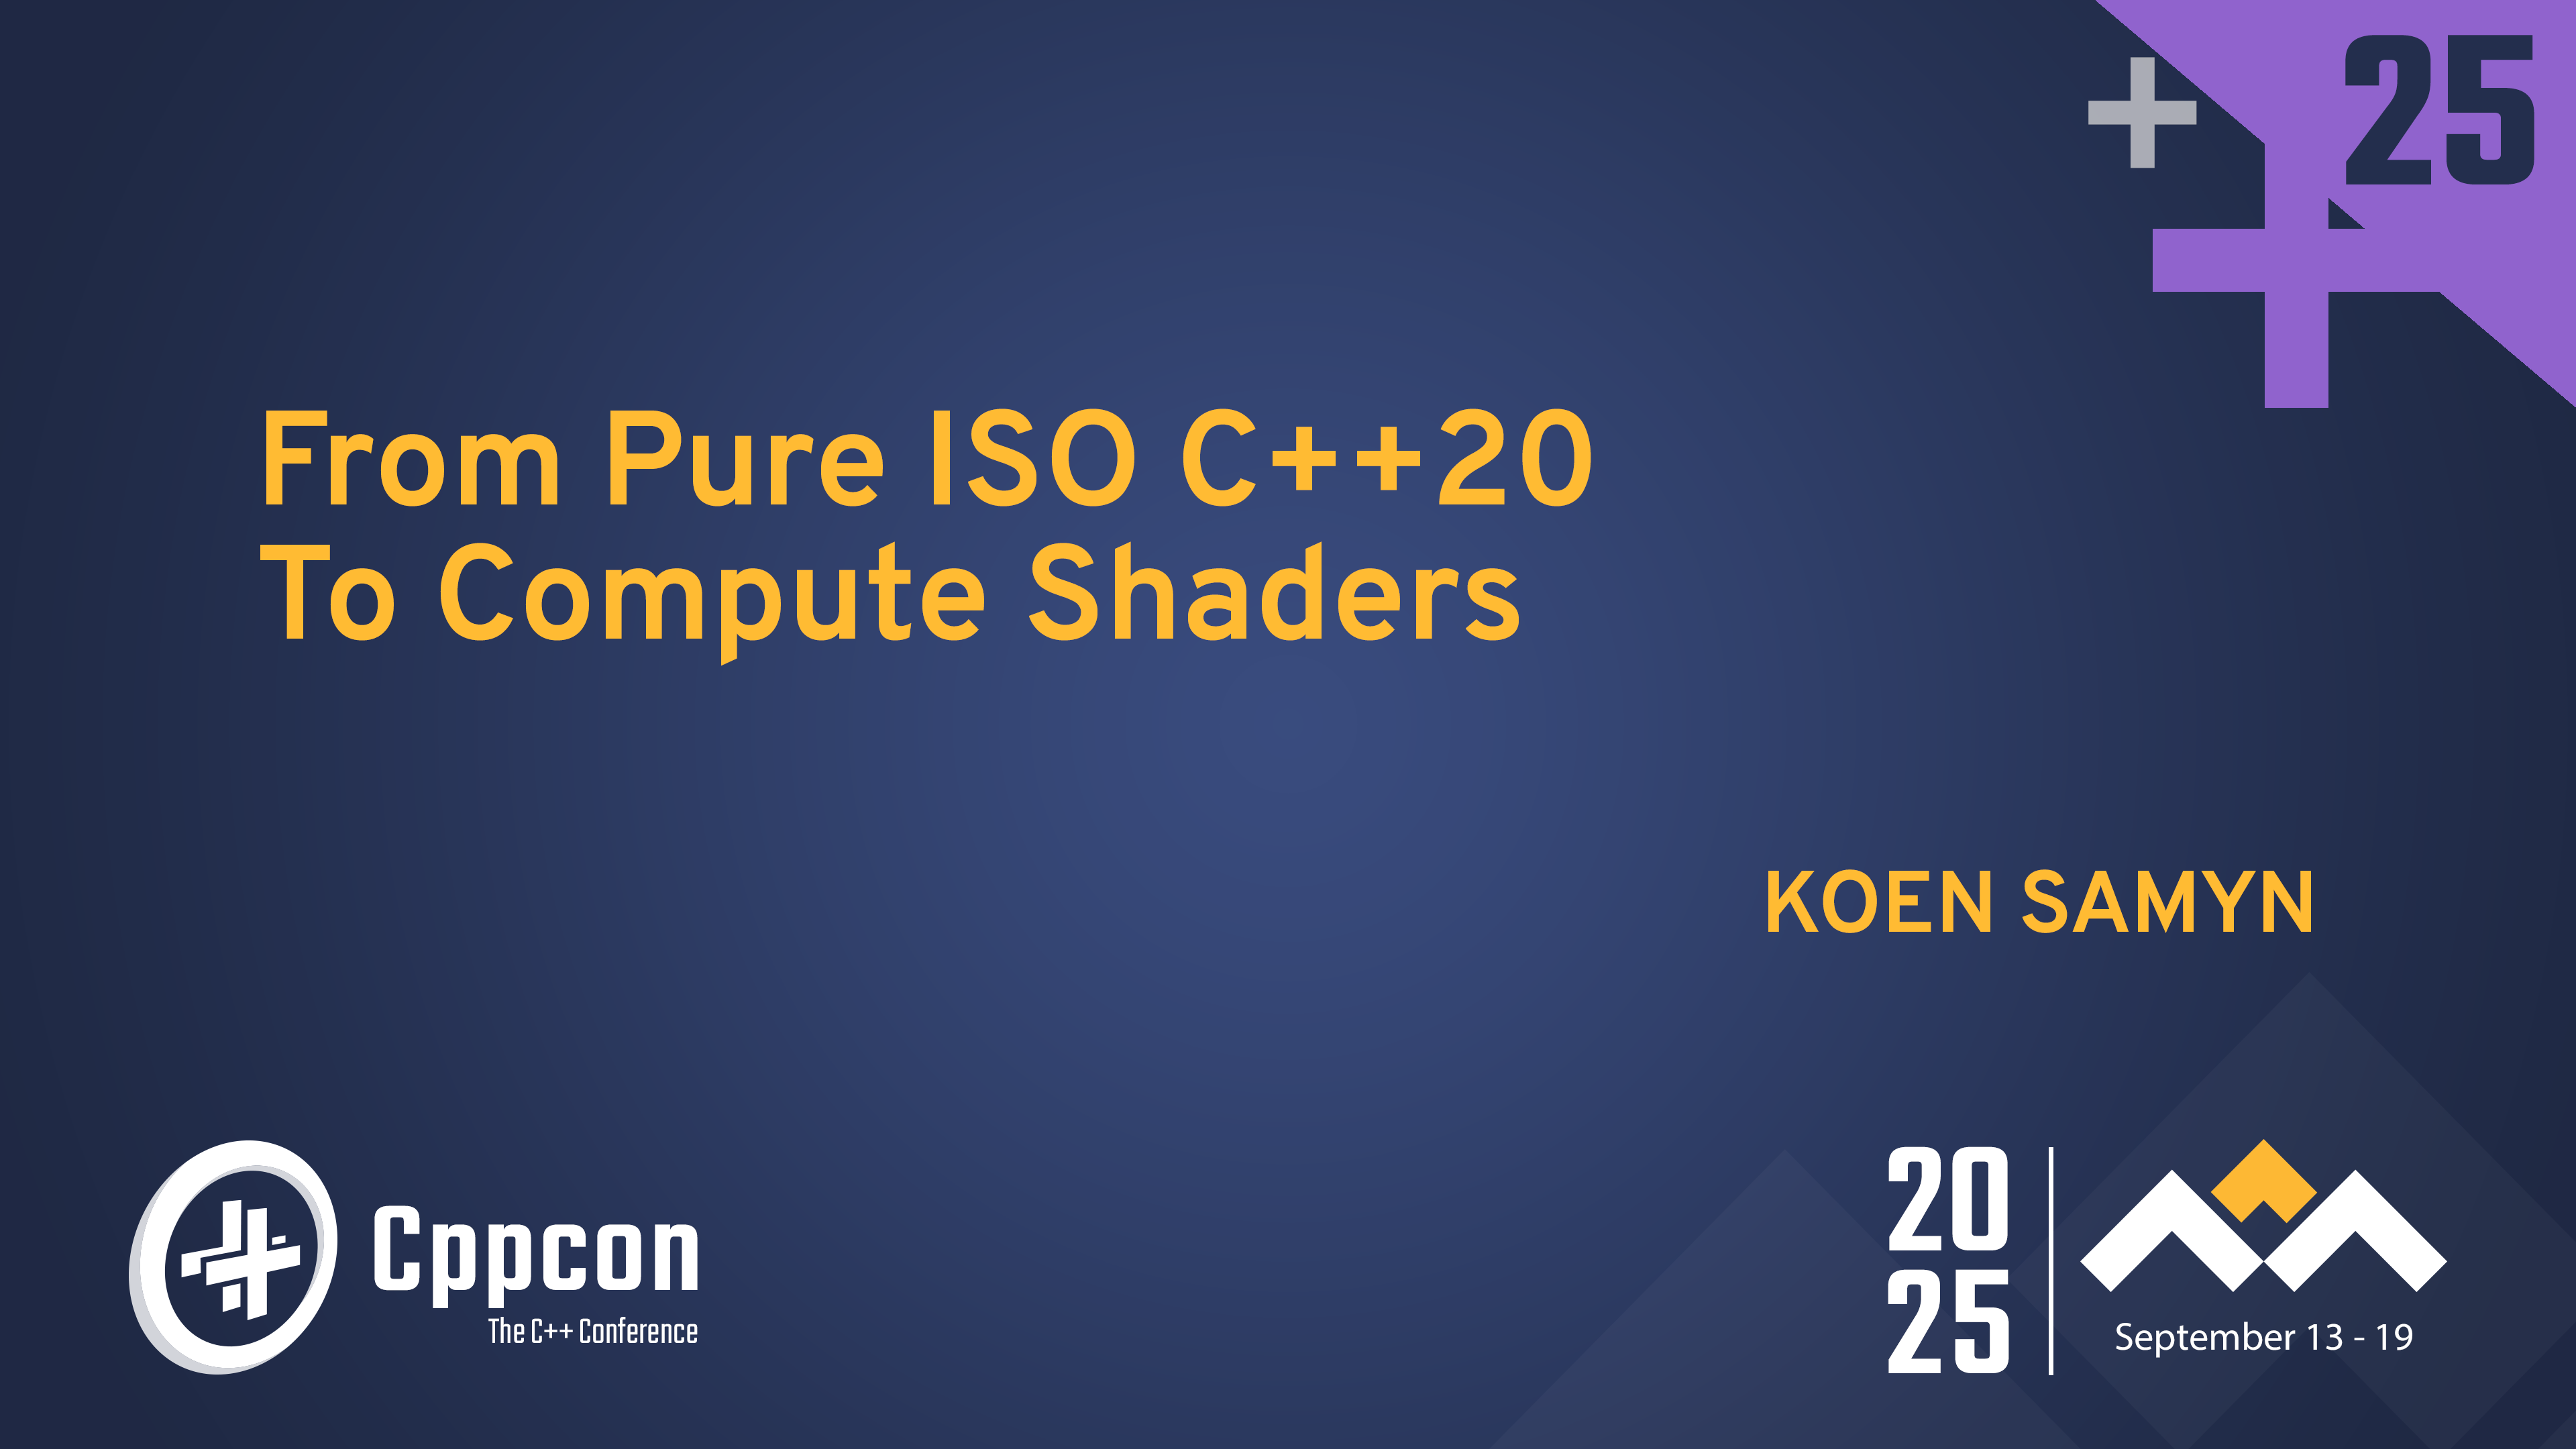 25
From Pure ISO C++20
To Compute Shaders
KOEN SAMYN
Cppcon
The C++ Conference
20
25
September 13 - 19